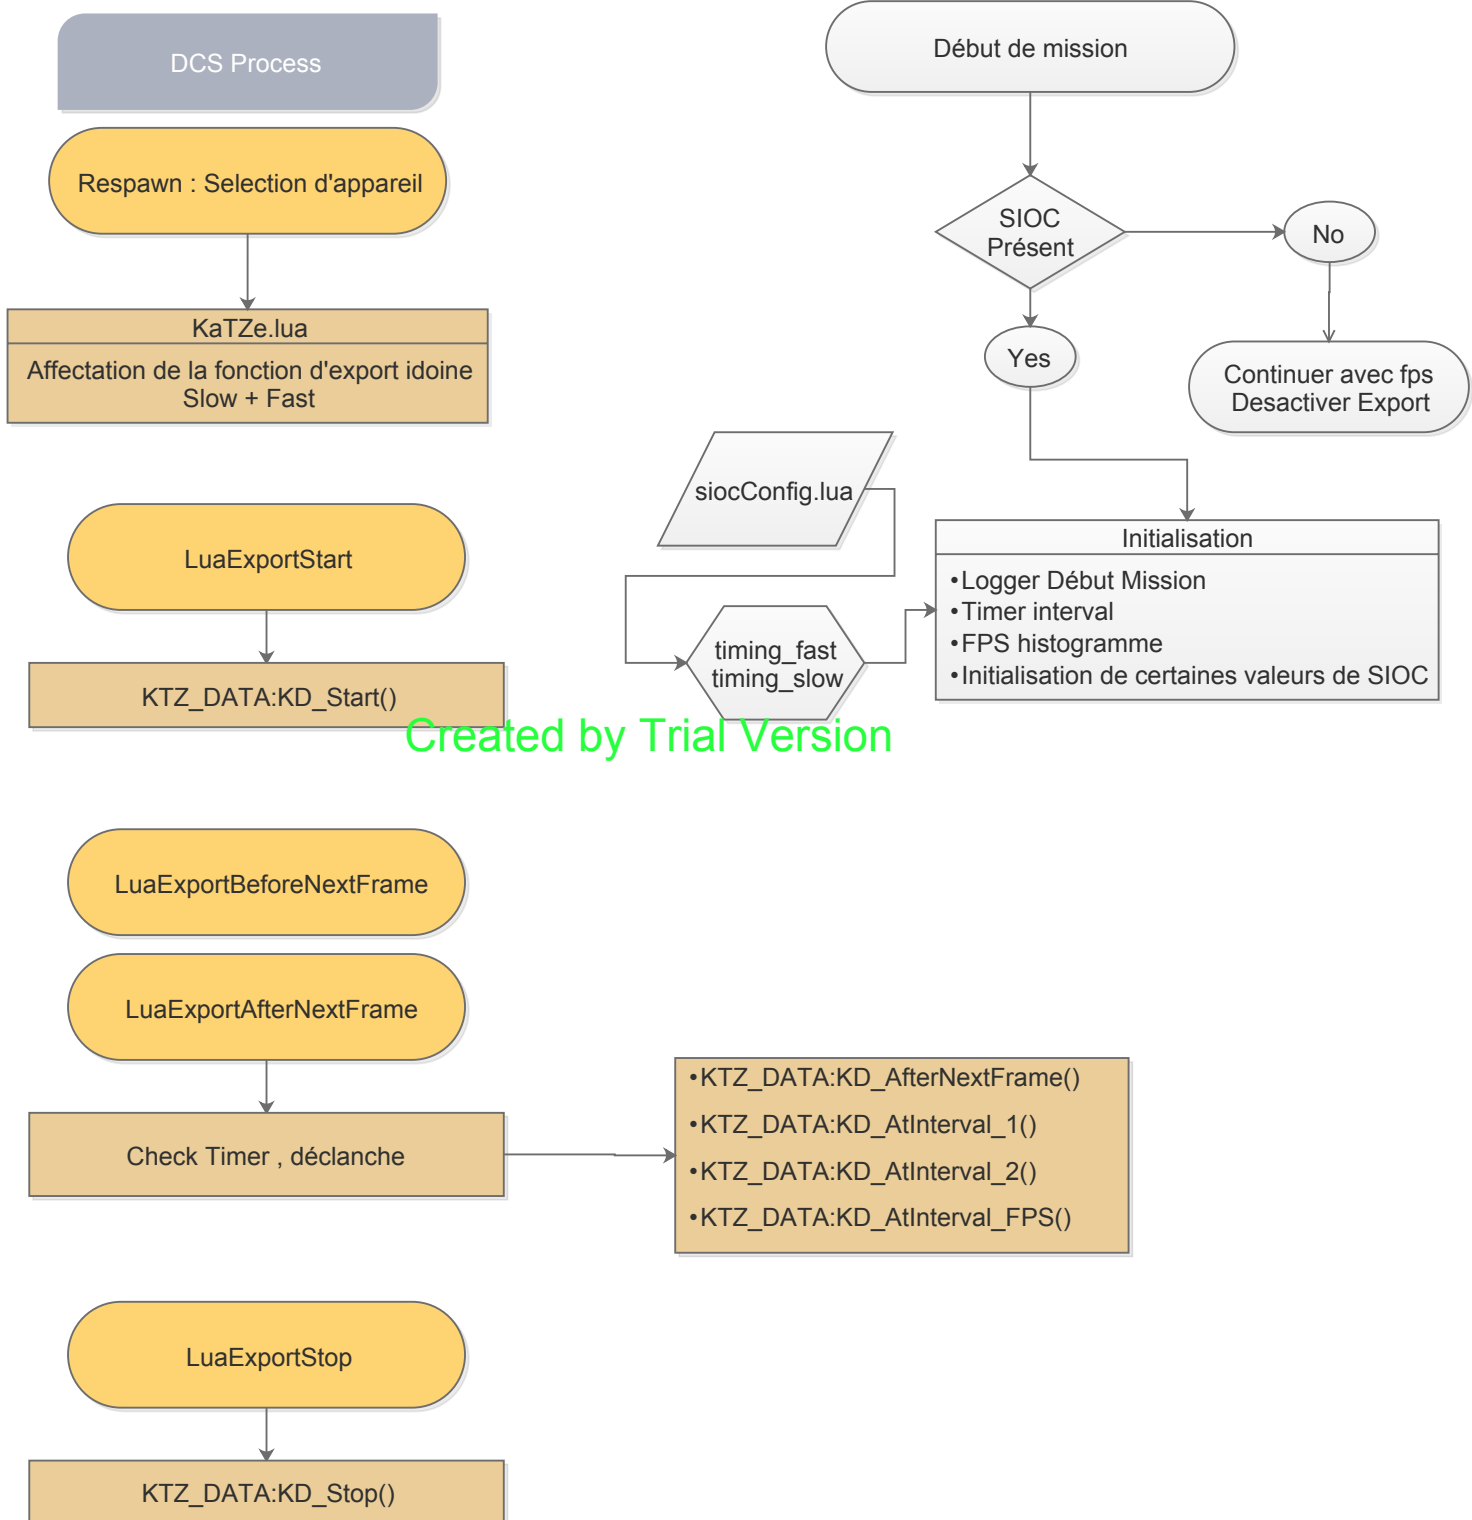 DCS Process
Respawn : Selection d'appareil
KaTZe.lua
Affectation de la fonction d'export idoine
Slow + Fast
Début de mission
SIOC
Présent
No
Yes
Continuer avec fps
Desactiver Export
siocConfig.lua
timing_fast
timing_slow
Initialisation
•Logger Début Mission
•Timer interval
•FPS histogramme
•Initialisation de certaines valeurs de SIOC
LuaExportStart
KTZ_DATA:KD_Start()
Created by Trial Version
LuaExportBeforeNextFrame
LuaExportAfterNextFrame
Check Timer , déclanche
•KTZ_DATA:KD_AfterNextFrame()
•KTZ_DATA:KD_AtInterval_1()
•KTZ_DATA:KD_AtInterval_2()
•KTZ_DATA:KD_AtInterval_FPS()
LuaExportStop
KTZ_DATA:KD_Stop()